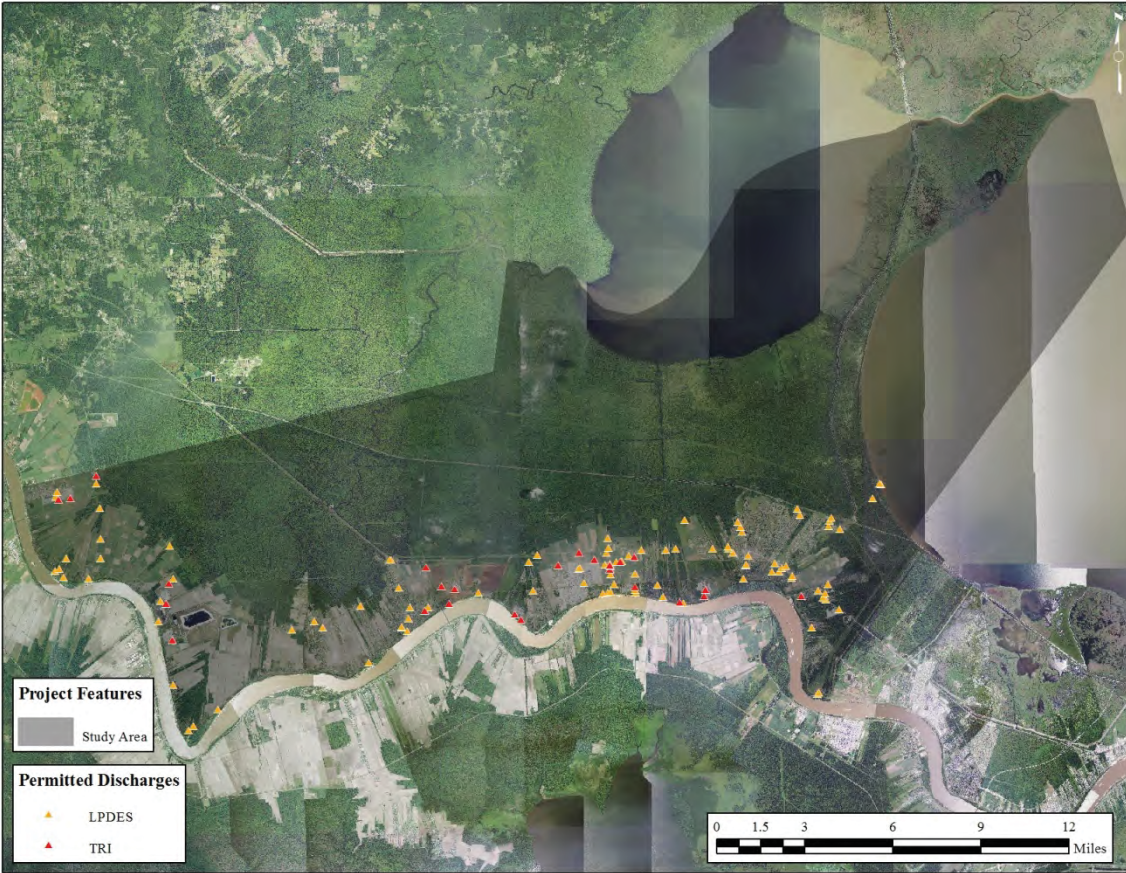 N
Project Features
Study Area
Permitted Discharges
LPDES
TRI
0 1.5 3 6 9 12
Miles